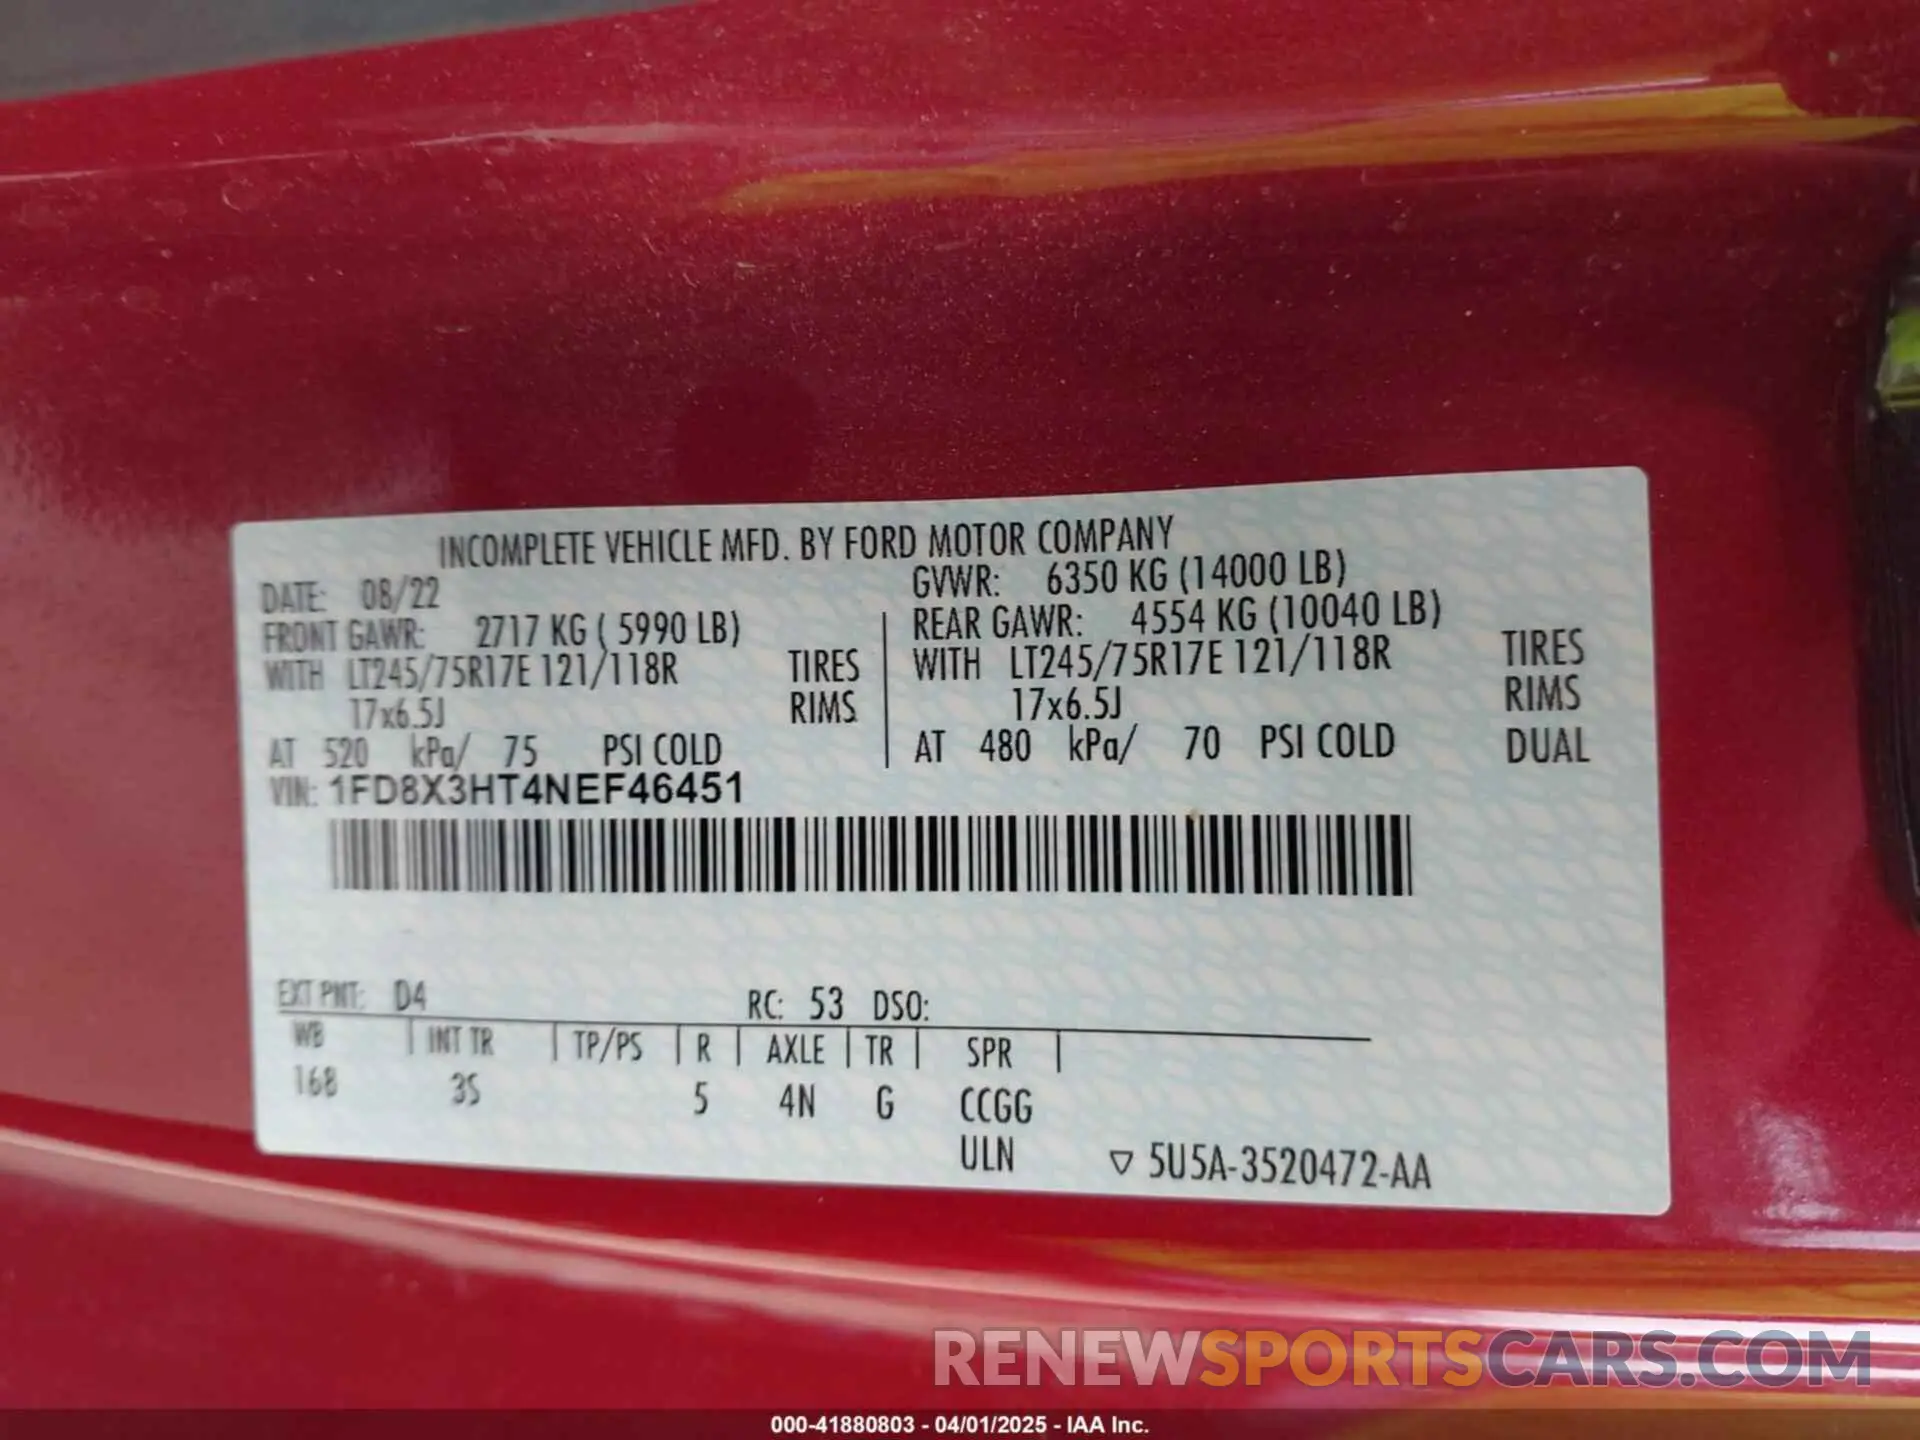 INCOMPLETE VEHICLE MFD. BY FORD MOTOR COMPANY
DATE: 08/22 GVWR: 6350 KG (14000 LB)
FRONT GAWR: 2717 KG ( 5990 LB) REAR GAWR: 4554 KG (10040 LB)
WITH LT245/75R17E 121/118R TIRES WITH LT245/75R17E 121/118R TIRES
17x6.5J RIMS 17x6.5J RIMS
AT 520 kPa/ 75 PSI COLD AT 480 kPa/ 70 PSI COLD DUAL
VIN: 1FD8X3HT4NEF46451
EXT PNT: D4 RC: 53 DSO:
WB | INT TR | TP/PS | R | AXLE | TR | SPR |
168 3S 5 4N G CCGG
ULN ▽ 5U5A-3520472-AA
RENEWSPORTSCARS.COM
000-41880803 - 04/01/2025 - IAA Inc.